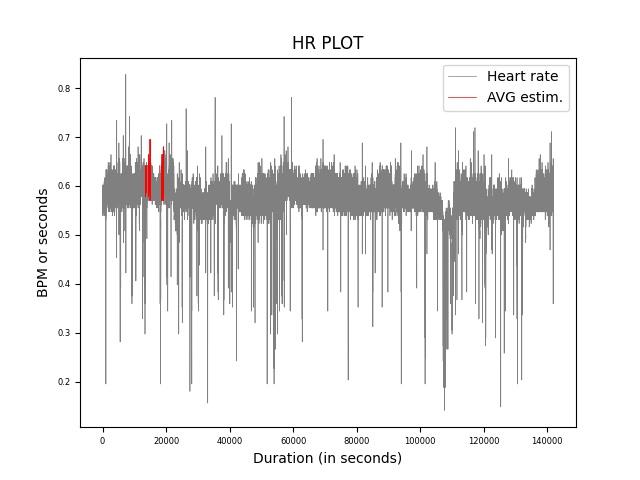 HR PLOT
Heart rate
AVG estim.
BPM or seconds
0.8
0.7
0.6
0.5
0.4
0.3
0.2
0 20000 40000 60000 80000 100000 120000 140000
Duration (in seconds)